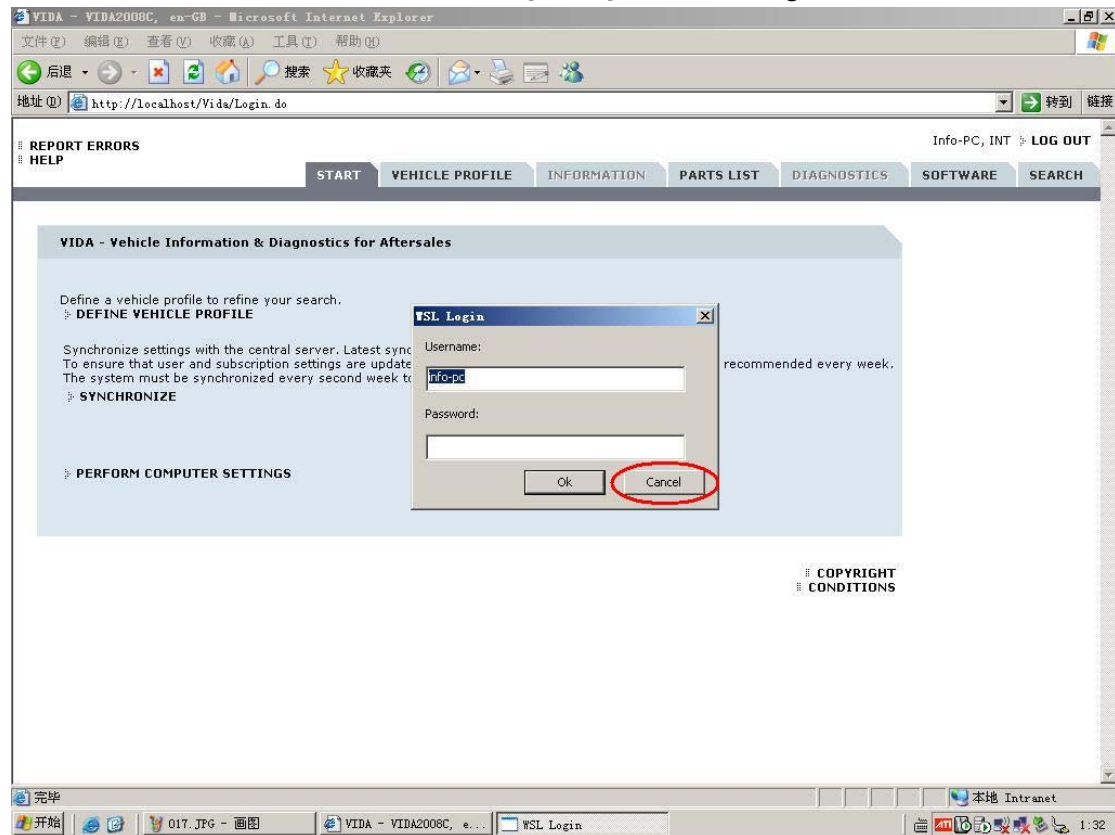 VIDA - VIDA2008C, en-GB - Microsoft Internet Explorer
文件(F) 编辑(E) 查看(V) 收藏(A) 工具(T) 帮助(H)
后退 搜索 收藏夹
地址(D) http://localhost/Vida/Login.do 转到 链接
REPORT ERRORS
HELP
Info-PC, INT LOG OUT
START VEHICLE PROFILE INFORMATION PARTS LIST DIAGNOSTICS SOFTWARE SEARCH
VIDA - Vehicle Information & Diagnostics for Aftersales
Define a vehicle profile to refine your search.
DEFINE VEHICLE PROFILE
Synchronize settings with the central server. Latest sync
To ensure that user and subscription settings are update recommended every week.
The system must be synchronized every second week to
SYNCHRONIZE
PERFORM COMPUTER SETTINGS
WSL Login
Username:
info-pc
Password:
Ok Cancel
COPYRIGHT
CONDITIONS
完毕 本地 Intranet
开始 017.JPG - 画图 VIDA - VIDA2008C, e... WSL Login 1:32